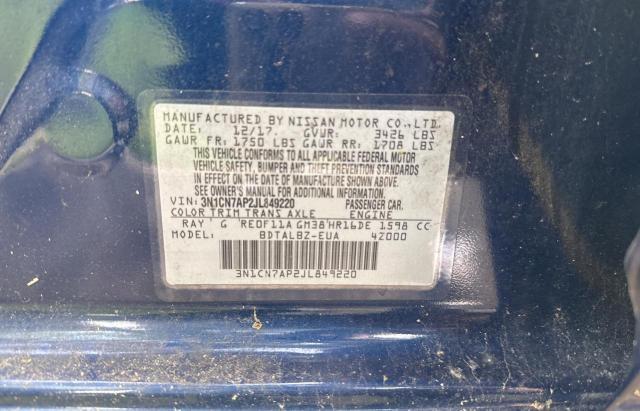 MANUFACTURED BY NISSAN MOTOR CO., LTD.
DATE: 12/17. GVWR: 3426 LBS
GAWR FR: 1750 LBS GAWR RR: 1708 LBS
THIS VEHICLE CONFORMS TO ALL APPLICABLE FEDERAL MOTOR
VEHICLE SAFETY, BUMPER, AND THEFT PREVENTION STANDARDS
IN EFFECT ON THE DATE OF MANUFACTURE SHOWN ABOVE.
SEE OWNER'S MANUAL FOR ADDITIONAL INFORMATION.
VIN: 3N1CN7AP2JL849220 PASSENGER CAR.
COLOR TRIM TRANS AXLE ENGINE
RAY G RE0F11A GM38 HR16DE 1598 CC
MODEL: BDTALBZ-EUA 42000
3N1CN7AP2JL849220